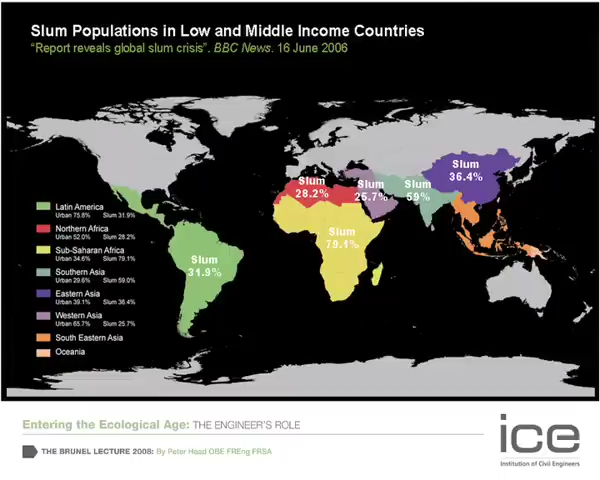 Slum Populations in Low and Middle Income Countries
“Report reveals global slum crisis”. BBC News. 16 June 2006
Slum
36.4%
Slum
28.2%
Slum
25.7%
Slum
59%
Slum
79.1%
Slum
31.9%
Latin America
Urban 75.8% Slum 31.9%
Northern Africa
Urban 52.0% Slum 28.2%
Sub-Saharan Africa
Urban 34.6% Slum 79.1%
Southern Asia
Urban 29.6% Slum 59.0%
Eastern Asia
Urban 39.1% Slum 36.4%
Western Asia
Urban 65.7% Slum 25.7%
South Eastern Asia
Oceania
Entering the Ecological Age: THE ENGINEER'S ROLE
THE BRUNEL LECTURE 2008: By Peter Head OBE FREng FRSA
ice
Institution of Civil Engineers